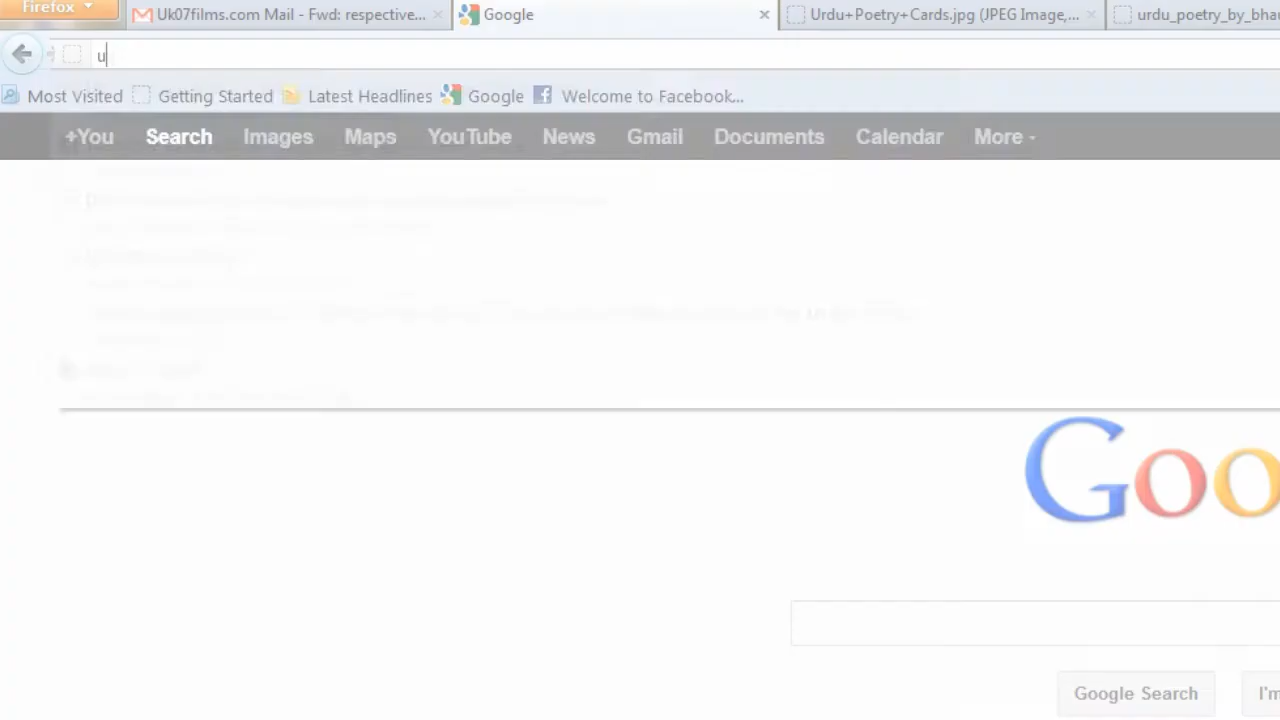 Firefox
Uk07films.com Mail - Fwd: respective...
Google
Urdu+Poetry+Cards.jpg (JPEG Image,...
urdu_poetry_by_bha
u
Most Visited
Getting Started
Latest Headlines
Google
Welcome to Facebook...
+You Search Images Maps YouTube News Gmail Documents Calendar More
Goo
Google Search
I'm